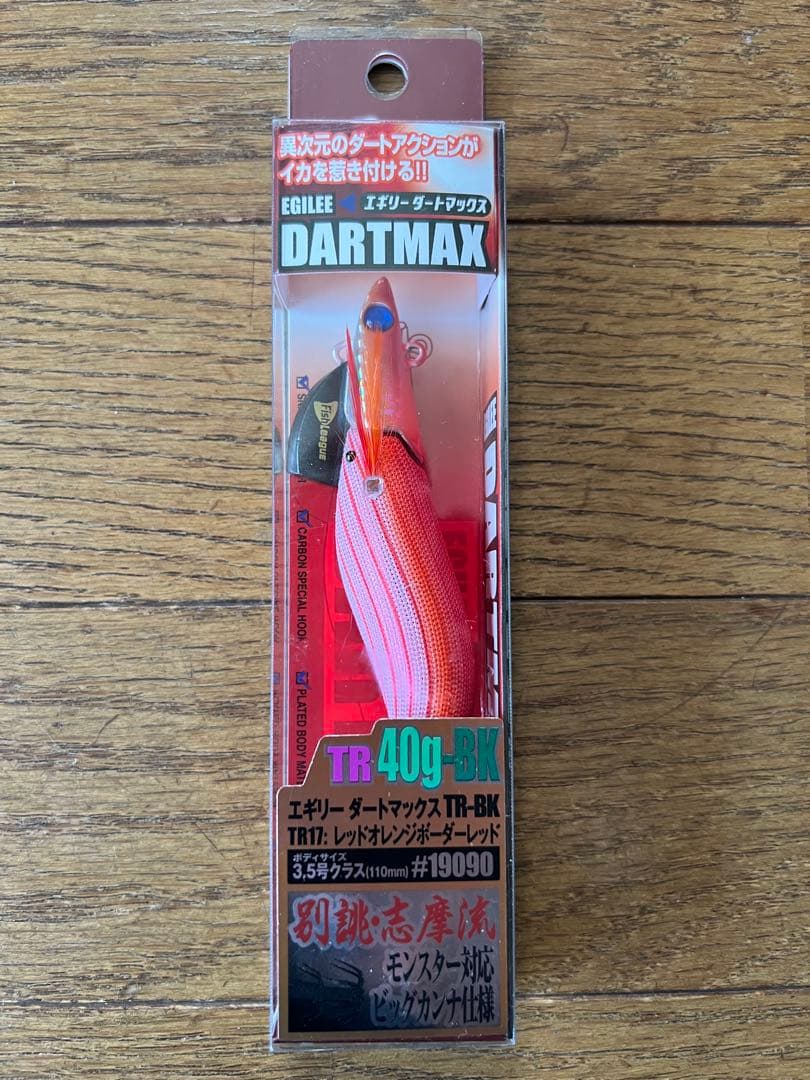 異次元のダートアクションが
イカを惹き付ける!!
EGILEE エギリー ダートマックス
DARTMAX
Fish League
CARBON SPECIAL HOOK
PLATED BODY MAT
TR 40g-BK
エギリー ダートマックス TR-BK
TR17: レッドオレンジボーダーレッド
ボディサイズ
3.5号クラス(110mm) #19090
別誂・志摩流
モンスター対応
ビッグカンナ仕様